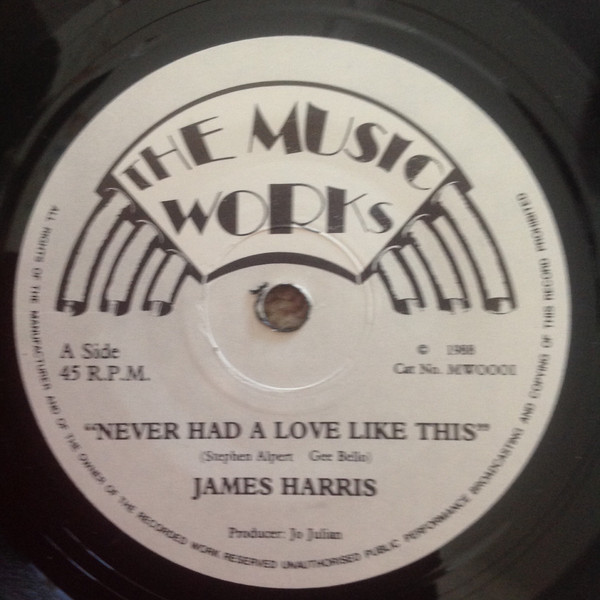 THE MUSIC
WORKS
A Side
45 R.P.M.
© 1988
Cat No. MW0001
"NEVER HAD A LOVE LIKE THIS"
(Stephen Alpert Gee Bello)
JAMES HARRIS
Producer: Jo Julian
ALL RIGHTS OF THE MANUFACTURER AND OF THE OWNER OF THE RECORDED WORK RESERVED UNAUTHORISED PUBLIC PERFORMANCE BROADCASTING AND COPYING OF THIS RECORD PROHIBITED